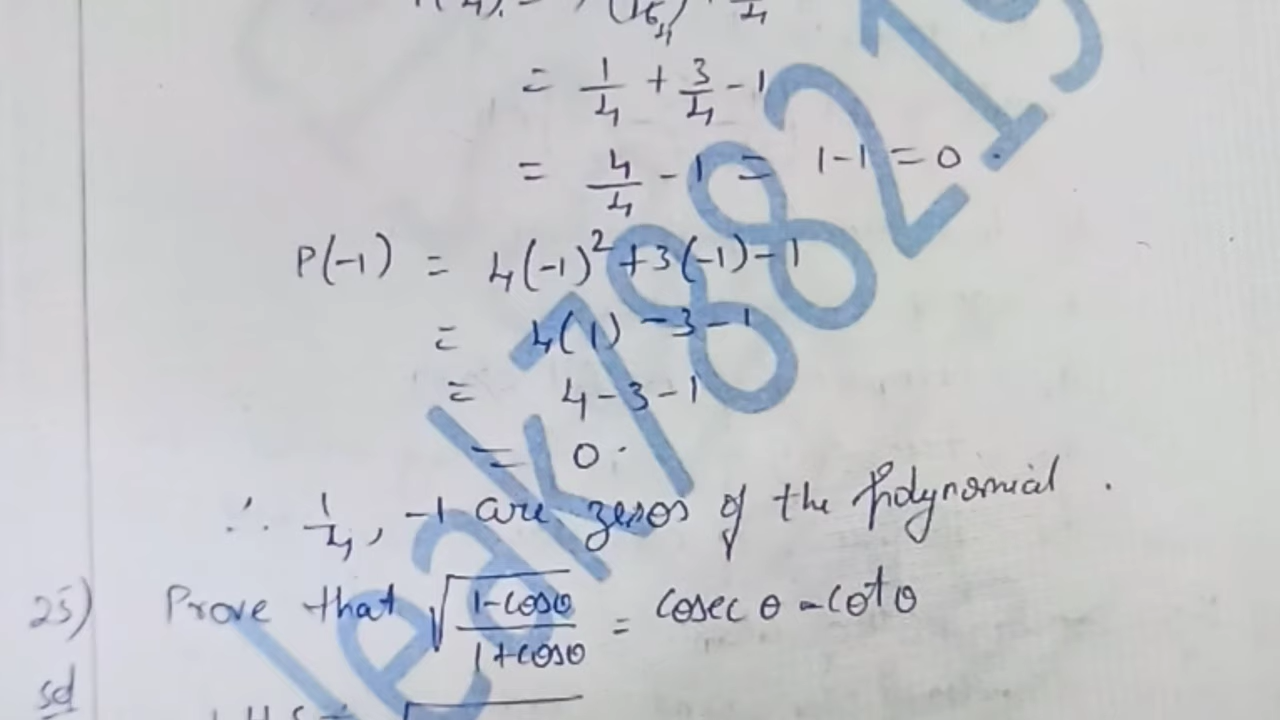 = 1/4 + 3/4 - 1
= 4/4 - 1 = 1-1 = 0.
P(-1) = 4(-1)² + 3(-1) - 1
= 4(1) - 3 - 1
= 4 - 3 - 1
= 0.
∴ 1/4, -1 are zeros of the polynomial.
25) Prove that √((1-cosθ)/(1+cosθ)) = cosec θ - cot θ
sol
leak78821